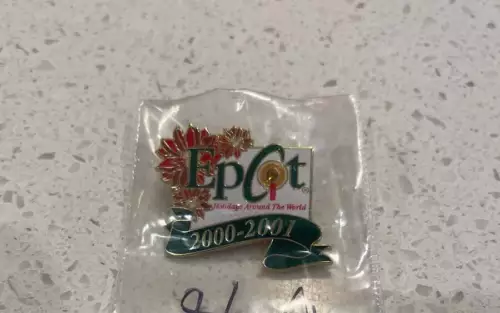 Epcot
Holidays Around The World
2000-2001